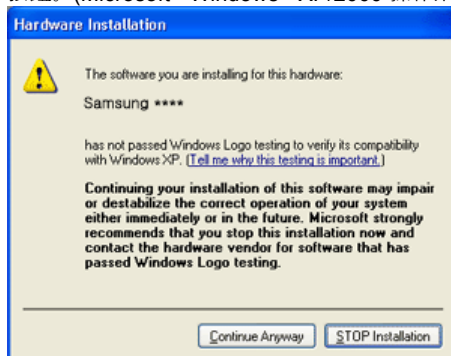 Hardware Installation
The software you are installing for this hardware:
Samsung ****
has not passed Windows Logo testing to verify its compatibility
with Windows XP. (Tell me why this testing is important.)
Continuing your installation of this software may impair
or destabilize the correct operation of your system
either immediately or in the future. Microsoft strongly
recommends that you stop this installation now and
contact the hardware vendor for software that has
passed Windows Logo testing.
Continue Anyway
STOP Installation